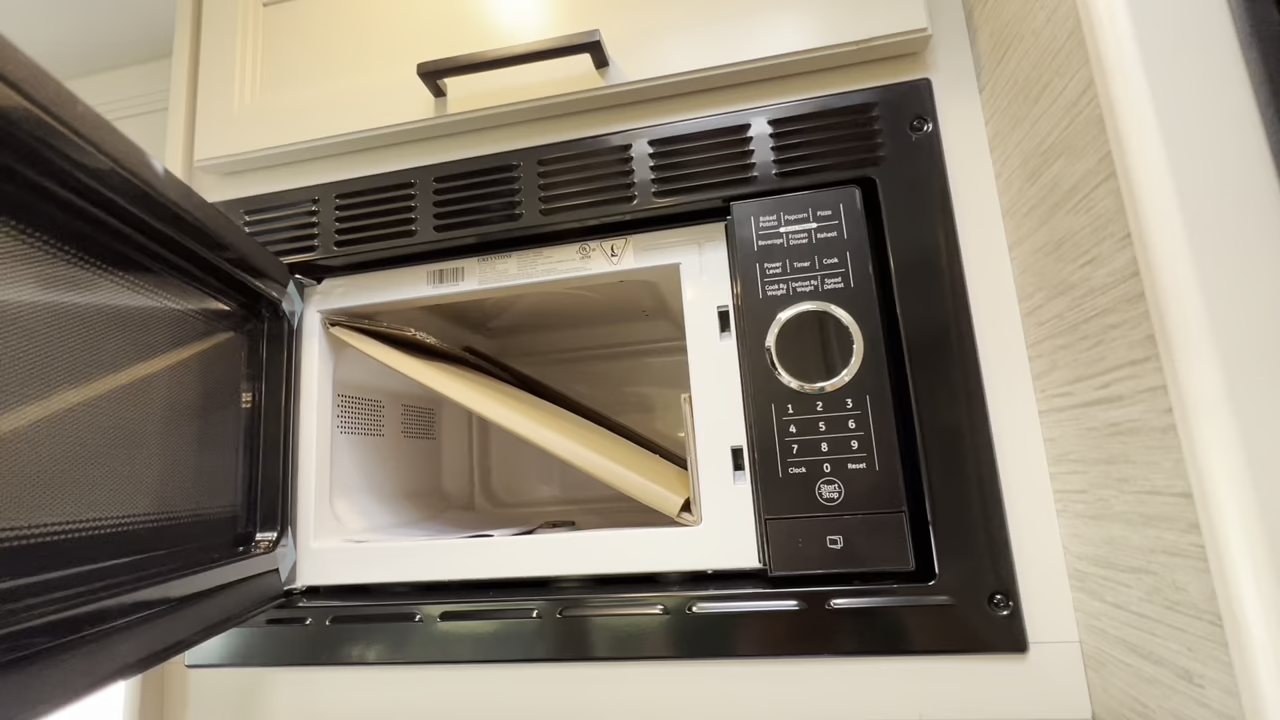 GREYSTONE
Baked Potato
Popcorn
Pizza
Beverage
Frozen Dinner
Reheat
Power Level
Timer
Cook
Cook By Weight
Defrost By Weight
Speed Defrost
1 2 3
4 5 6
7 8 9
Clock 0 Reset
Start
Stop